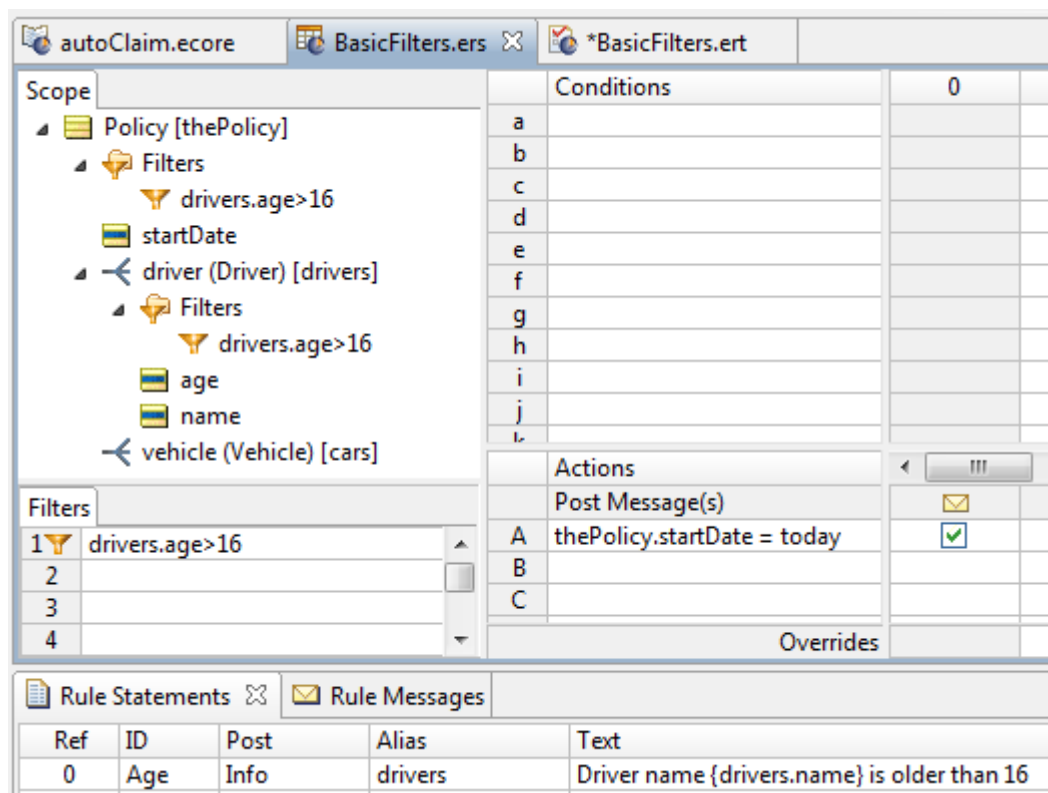 autoClaim.ecore BasicFilters.ers *BasicFilters.ert
Scope
Policy [thePolicy]
Filters
drivers.age>16
startDate
driver (Driver) [drivers]
Filters
drivers.age>16
age
name
vehicle (Vehicle) [cars]
Filters
1 drivers.age>16
2
3
4
Conditions 0
a
b
c
d
e
f
g
h
i
j
k
Actions
Post Message(s)
A thePolicy.startDate = today
B
C
Overrides
Rule Statements Rule Messages
Ref ID Post Alias Text
0 Age Info drivers Driver name {drivers.name} is older than 16